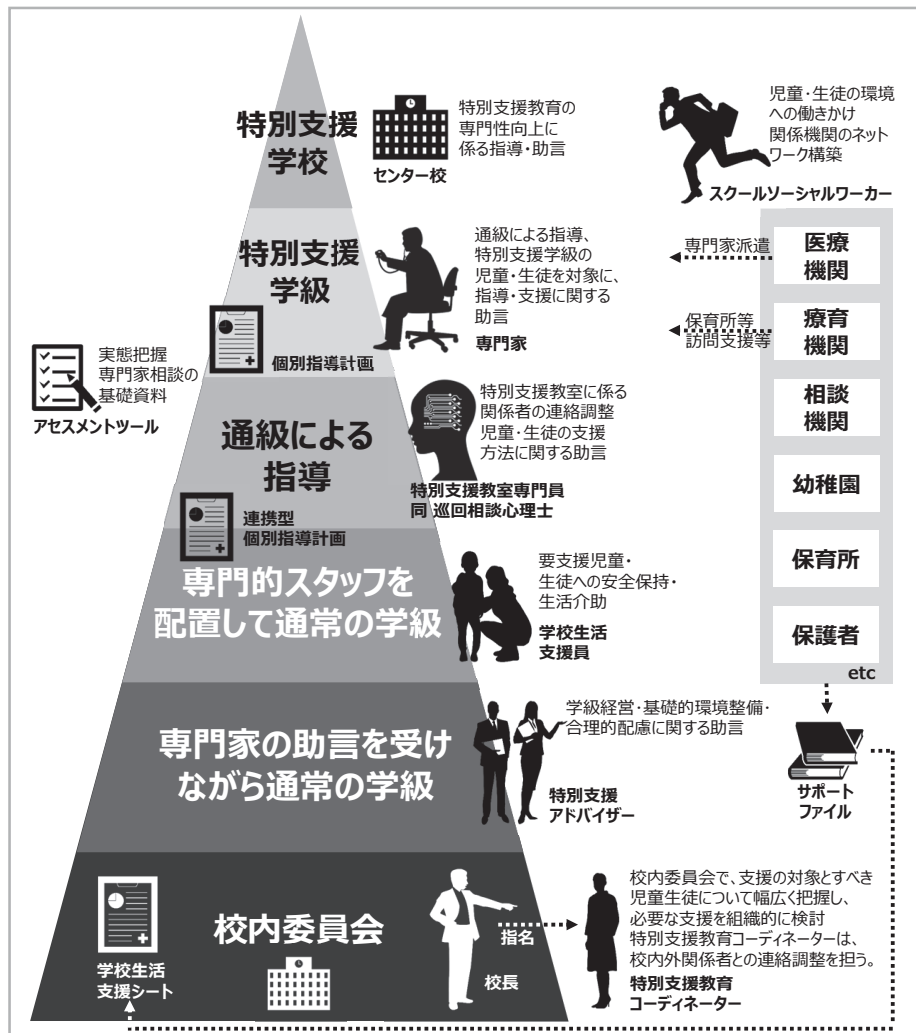 特別支援
学校
センター校
特別支援教育の
専門性向上に
係る指導・助言
児童・生徒の環境
への働きかけ
関係機関のネット
ワーク構築
スクールソーシャルワーカー
特別支援
学級
個別指導計画
通級による指導、
特別支援学級の
児童・生徒を対象に、
指導・支援に関する
助言
専門家
専門家派遣
保育所等
訪問支援等
医療
機関
療育
機関
相談
機関
幼稚園
保育所
保護者
etc
実態把握
専門家相談の
基礎資料
アセスメントツール
通級による
指導
連携型
個別指導計画
特別支援教室に係る
関係者の連絡調整
児童・生徒の支援
方法に関する助言
特別支援教室専門員
同 巡回相談心理士
専門的スタッフを
配置して通常の学級
要支援児童・
生徒への安全保持・
生活介助
学校生活
支援員
専門家の助言を受け
ながら通常の学級
学級経営・基礎的環境整備・
合理的配慮に関する助言
特別支援
アドバイザー
サポート
ファイル
校内委員会
学校生活
支援シート
校長
指名
校内委員会で、支援の対象とすべき
児童生徒について幅広く把握し、
必要な支援を組織的に検討
特別支援教育コーディネーターは、
校内外関係者との連絡調整を担う。
特別支援教育
コーディネーター